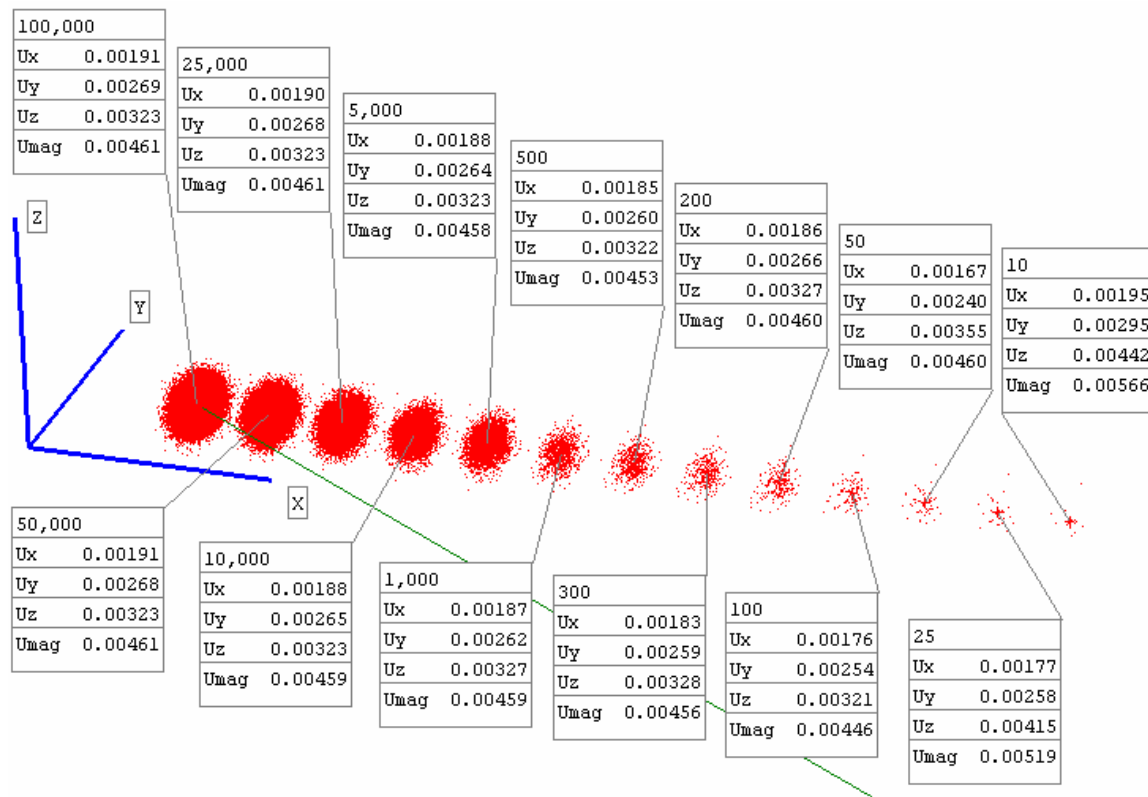 100,000
Ux 0.00191
Uy 0.00269
Uz 0.00323
Umag 0.00461
25,000
Ux 0.00190
Uy 0.00268
Uz 0.00323
Umag 0.00461
5,000
Ux 0.00188
Uy 0.00264
Uz 0.00323
Umag 0.00458
500
Ux 0.00185
Uy 0.00260
Uz 0.00322
Umag 0.00453
200
Ux 0.00186
Uy 0.00266
Uz 0.00327
Umag 0.00460
50
Ux 0.00167
Uy 0.00240
Uz 0.00355
Umag 0.00460
10
Ux 0.00195
Uy 0.00295
Uz 0.00442
Umag 0.00566
Z
Y
X
50,000
Ux 0.00191
Uy 0.00268
Uz 0.00323
Umag 0.00461
10,000
Ux 0.00188
Uy 0.00265
Uz 0.00323
Umag 0.00459
1,000
Ux 0.00187
Uy 0.00262
Uz 0.00327
Umag 0.00459
300
Ux 0.00183
Uy 0.00259
Uz 0.00328
Umag 0.00456
100
Ux 0.00176
Uy 0.00254
Uz 0.00321
Umag 0.00446
25
Ux 0.00177
Uy 0.00258
Uz 0.00415
Umag 0.00519